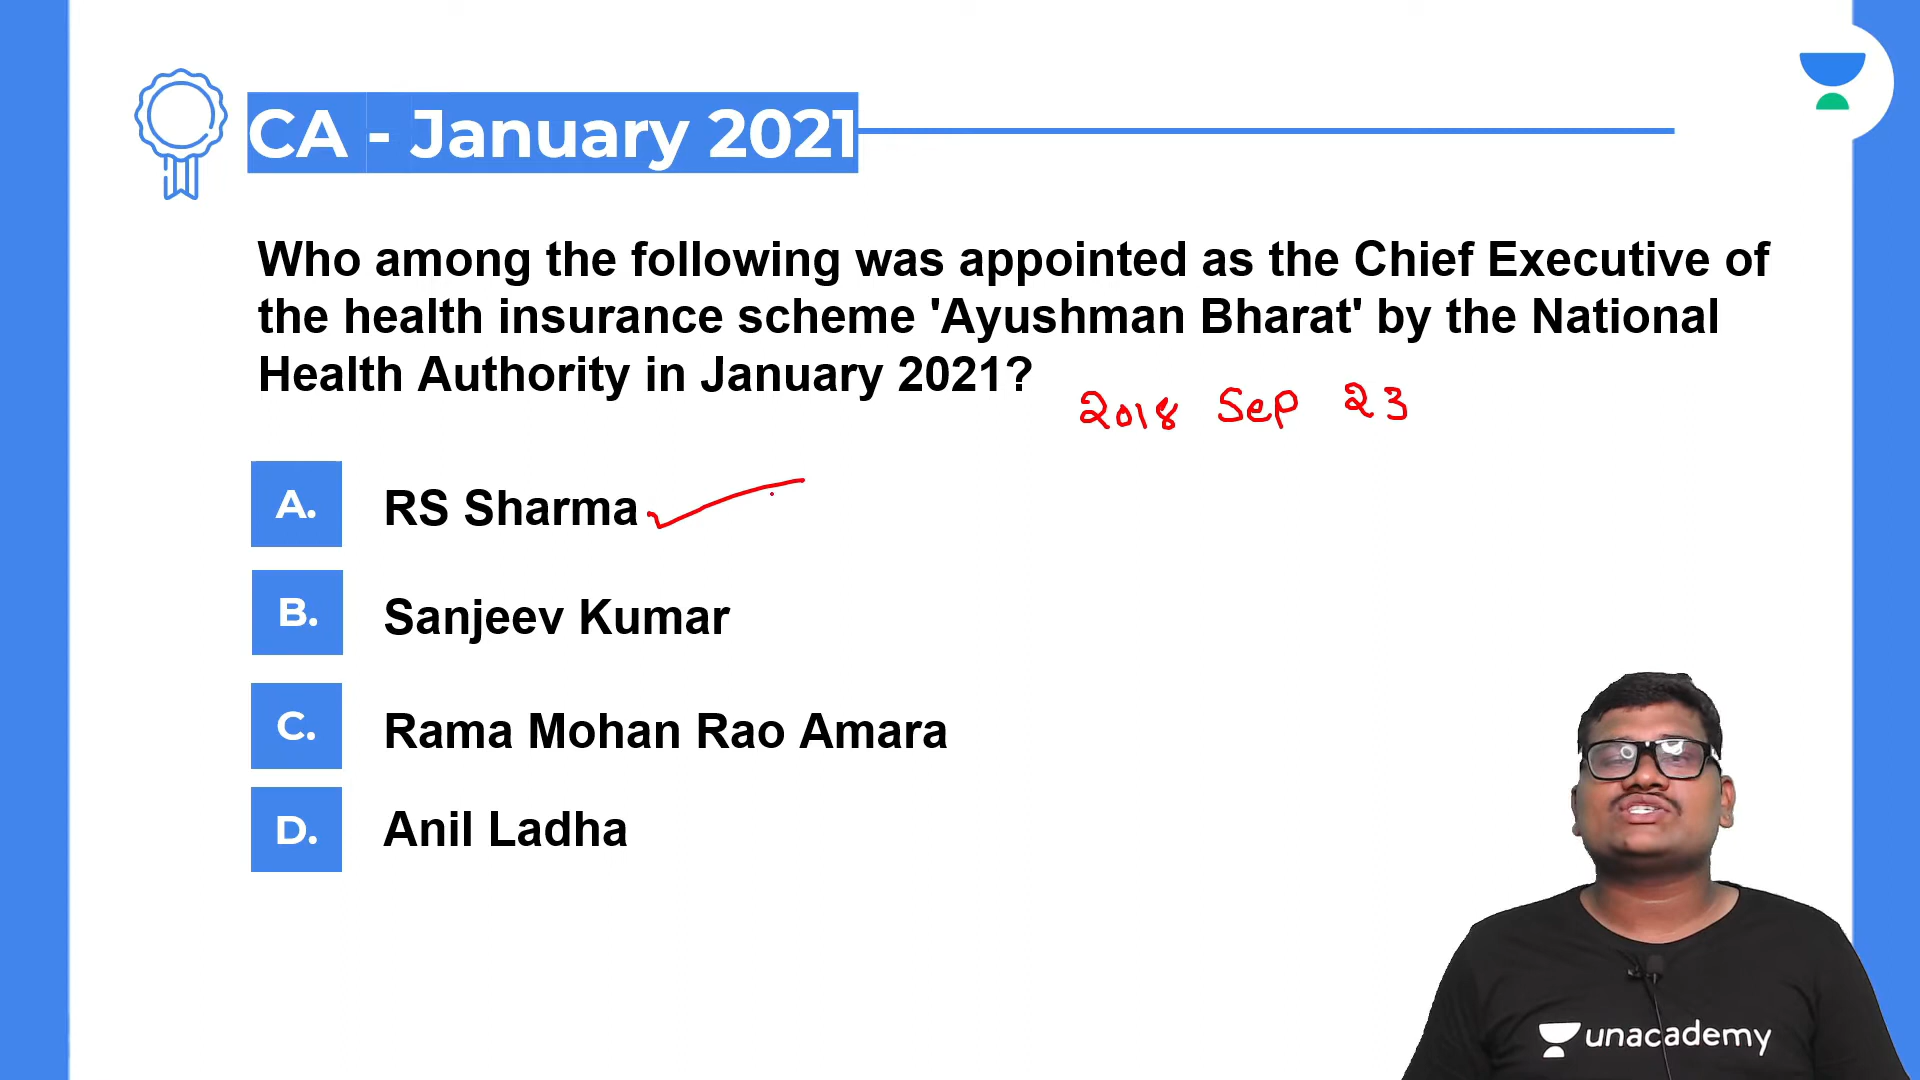 CA - January 2021
Who among the following was appointed as the Chief Executive of
the health insurance scheme 'Ayushman Bharat' by the National
Health Authority in January 2021?
2018 Sep 23
A. RS Sharma
B. Sanjeev Kumar
C. Rama Mohan Rao Amara
D. Anil Ladha
unacademy